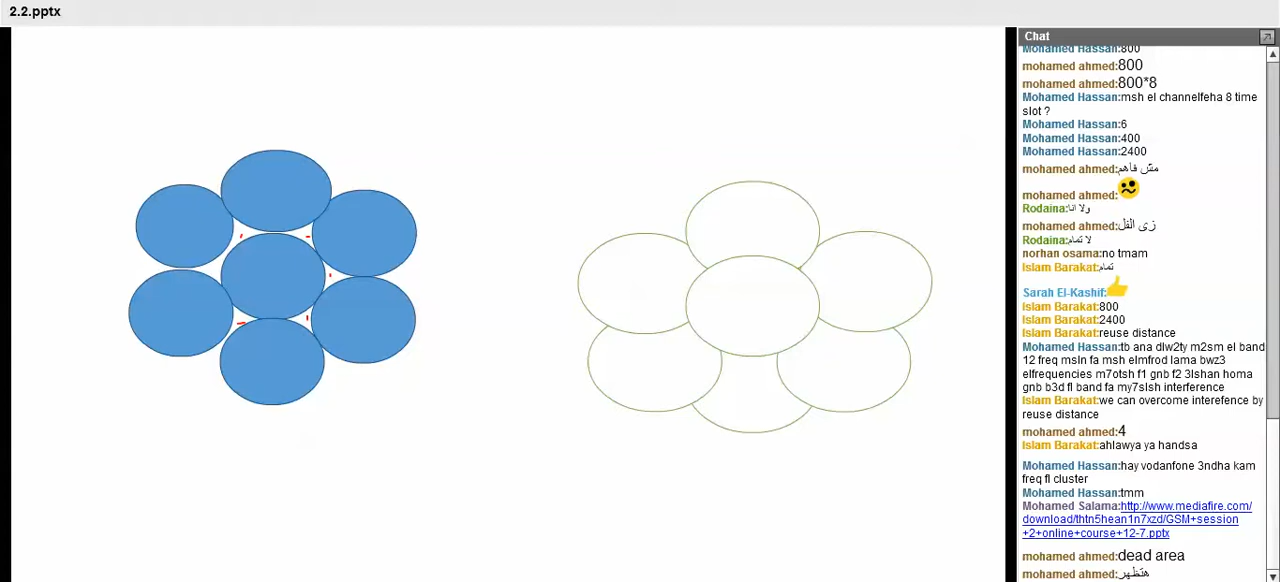 2.2.pptx
Chat
Mohamed Hassan:800
mohamed ahmed:800
mohamed ahmed:800*8
Mohamed Hassan:msh el channelfeha 8 time
slot ?
Mohamed Hassan:6
Mohamed Hassan:400
Mohamed Hassan:2400
mohamed ahmed:مش فاهم
mohamed ahmed:
Rodaina:ولا انا
mohamed ahmed:زى الفل
Rodaina:لا تمام
norhan osama:no tmam
Islam Barakat:تمام
Sarah El-Kashif:
Islam Barakat:800
Islam Barakat:2400
Islam Barakat:reuse distance
Mohamed Hassan:tb ana dlw2ty m2sm el band
12 freq msln fa msh elmfrod lama bwz3
elfrequencies m7otsh f1 gnb f2 3lshan homa
gnb b3d fl band fa my7slsh interference
Islam Barakat:we can overcome interefence by
reuse distance
mohamed ahmed:4
Islam Barakat:ahlawya ya handsa
Mohamed Hassan:hay vodanfone 3ndha kam
freq fl cluster
Mohamed Hassan:tmm
Mohamed Salama:http://www.mediafire.com/
download/thtn5hean1n7xzd/GSM+session
+2+online+course+12-7.pptx
mohamed ahmed:dead area
mohamed ahmed:هتظهر